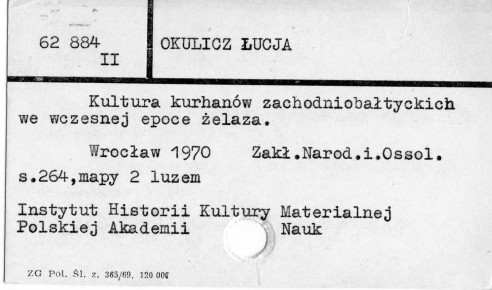 62 884
II
OKULICZ ŁUCJA
Kultura kurhanów zachodniobałtyckich
we wczesnej epoce żelaza.
Wrocław 1970 Zakł.Narod.i.Ossol.
s.264,mapy 2 luzem
Instytut Historii Kultury Materialnej
Polskiej Akademii Nauk
ZG Pol. Śl. z. 363/69. 120 000